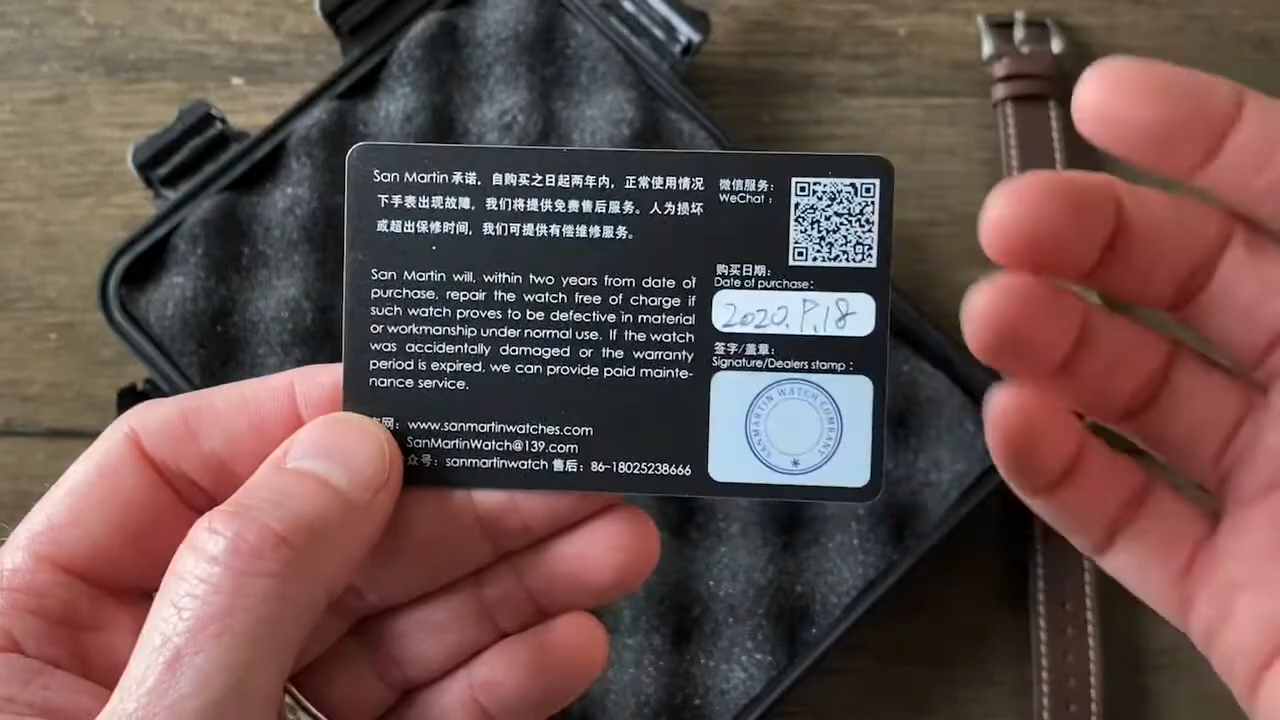 San Martin承诺，自购买之日起两年内，正常使用情况
下手表出现故障，我们将提供免费售后服务。人为损坏
或超出保修时间，我们可提供有偿维修服务。
San Martin will, within two years from date of
purchase, repair the watch free of charge if
such watch proves to be defective in material
or workmanship under normal use. If the watch
was accidentally damaged or the warranty
period is expired, we can provide paid mainte-
nance service.
网：www.sanmartinwatches.com
SanMartinWatch@139.com
众号：sanmartinwatch 售后：86-18025238666
微信服务：
WeChat：
购买日期：
Date of purchase：
2020.P.18
签字/盖章：
Signature/Dealers stamp：
SANMARTIN WATCH COMPANY